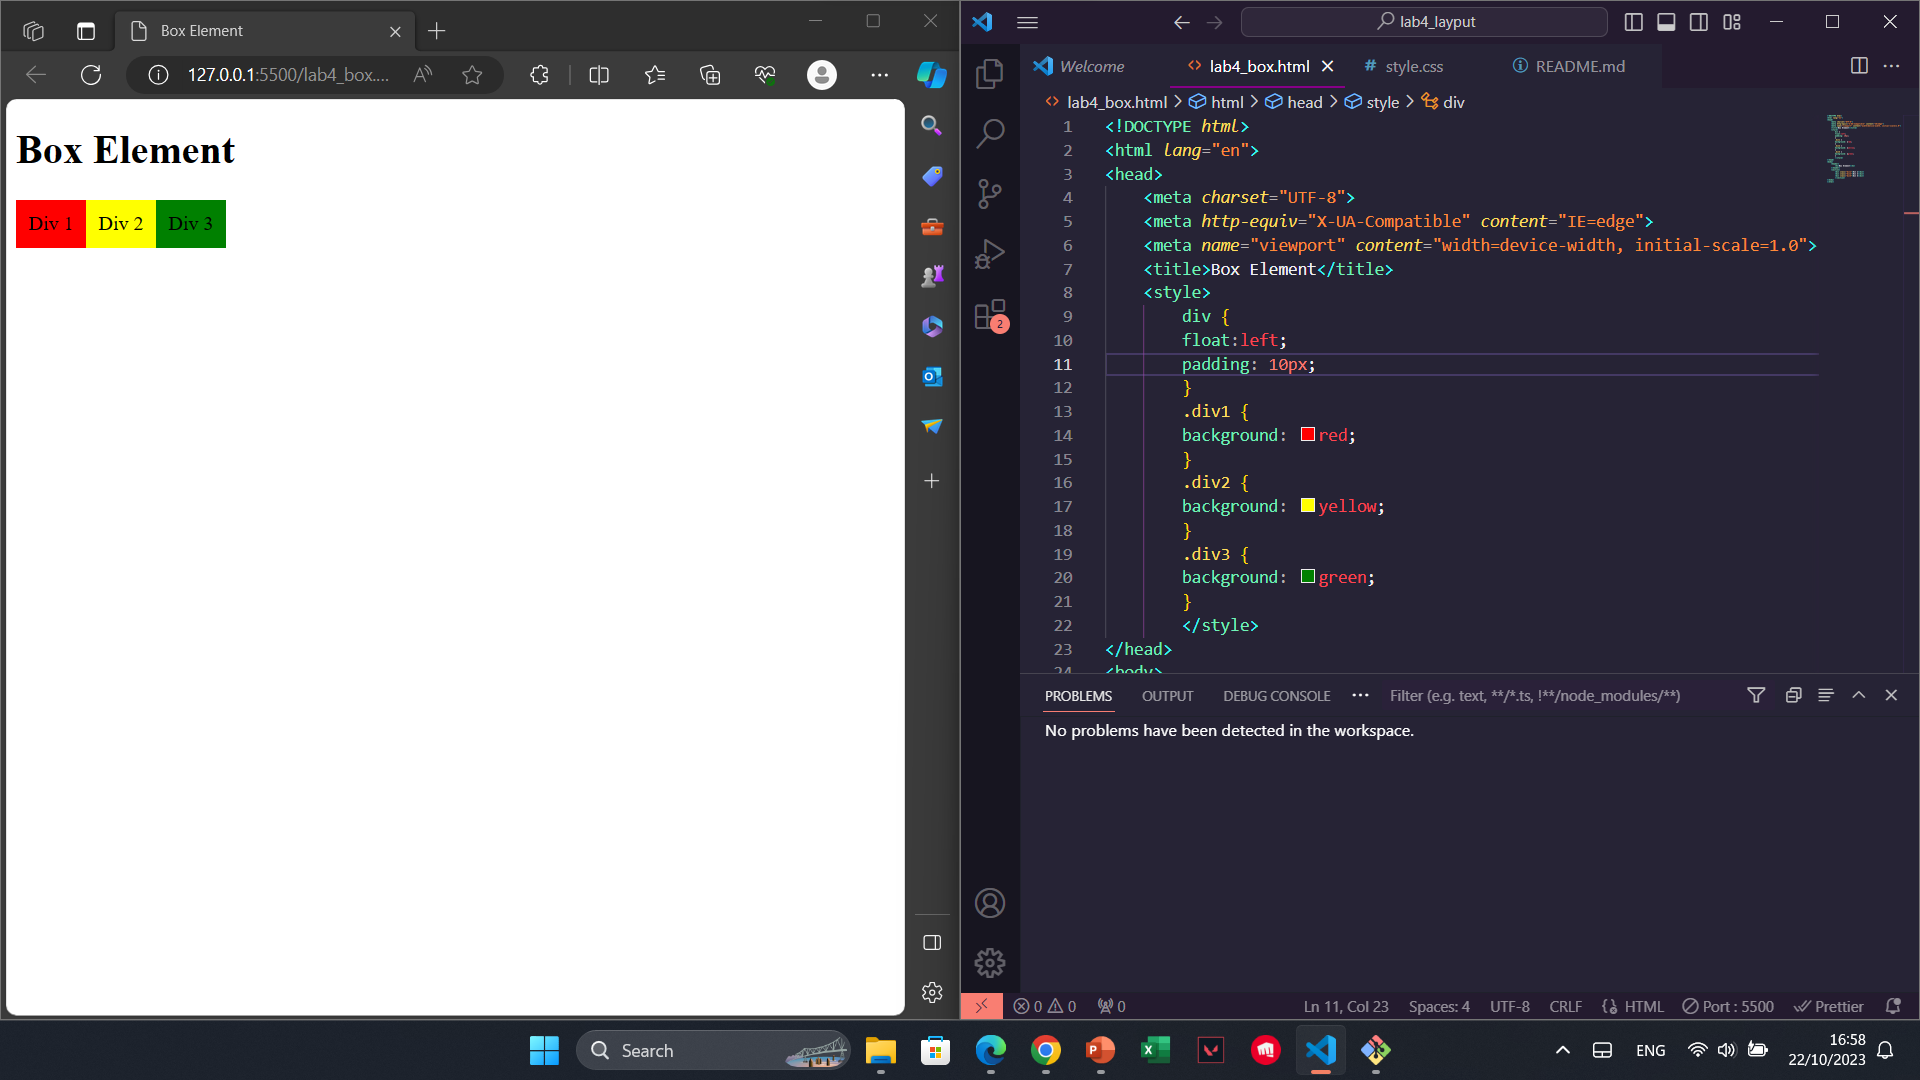 Box Element
127.0.0.1:5500/lab4_box....
Box Element
Div 1 Div 2 Div 3
lab4_layput
Welcome
lab4_box.html
# style.css
README.md
lab4_box.html > html > head > style > div
1 <!DOCTYPE html>
2 <html lang="en">
3 <head>
4 <meta charset="UTF-8">
5 <meta http-equiv="X-UA-Compatible" content="IE=edge">
6 <meta name="viewport" content="width=device-width, initial-scale=1.0">
7 <title>Box Element</title>
8 <style>
9 div {
10 float:left;
11 padding: 10px;
12 }
13 .div1 {
14 background: red;
15 }
16 .div2 {
17 background: yellow;
18 }
19 .div3 {
20 background: green;
21 }
22 </style>
23 </head>
24 <body>
2
PROBLEMS OUTPUT DEBUG CONSOLE ··· Filter (e.g. text, **/*.ts, !**/node_modules/**)
No problems have been detected in the workspace.
0 0 0 Ln 11, Col 23 Spaces: 4 UTF-8 CRLF HTML Port : 5500 Prettier
Search
ENG
16:58
22/10/2023